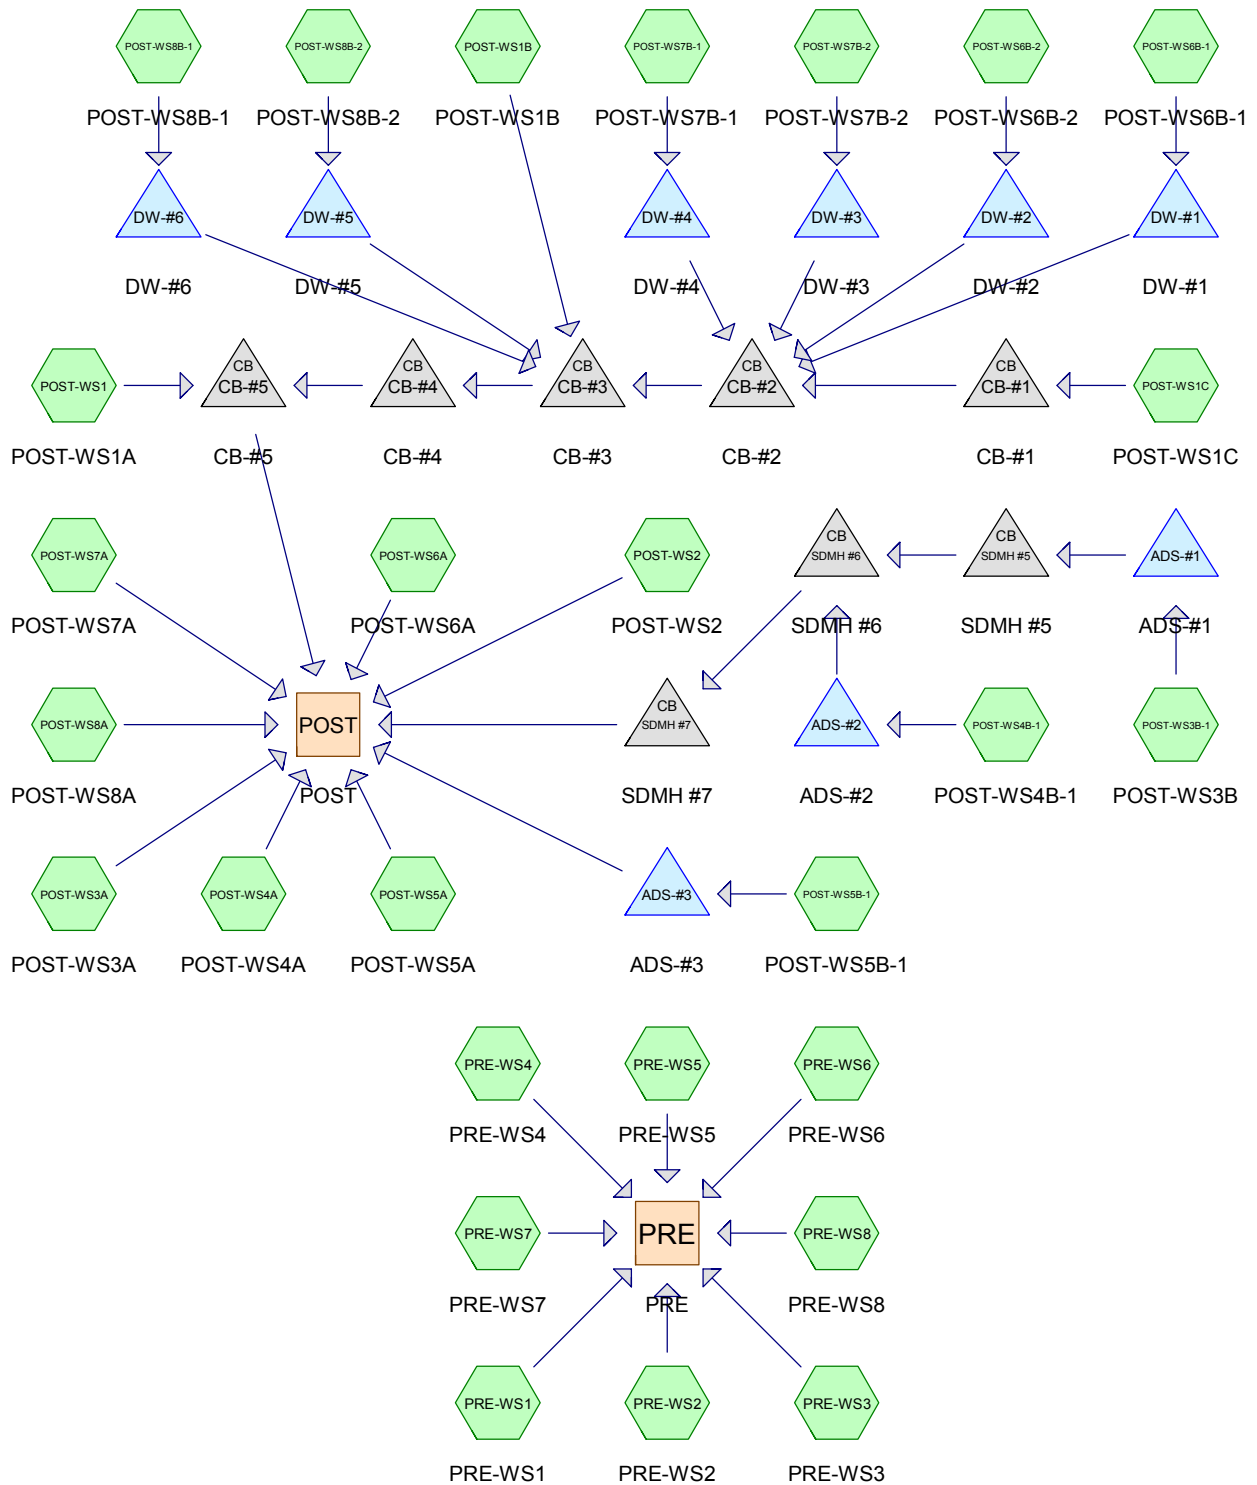 POST-WS8B-1 POST-WS8B-2 POST-WS1B POST-WS7B-1 POST-WS7B-2 POST-WS6B-2 POST-WS6B-1
POST-WS8B-1 POST-WS8B-2 POST-WS1B POST-WS7B-1 POST-WS7B-2 POST-WS6B-2 POST-WS6B-1
DW-#6 DW-#5 DW-#4 DW-#3 DW-#2 DW-#1
DW-#6 DW-#5 DW-#4 DW-#3 DW-#2 DW-#1
CB CB CB CB CB
POST-WS1 CB-#5 CB-#4 CB-#3 CB-#2 CB-#1 POST-WS1C
POST-WS1A CB-#5 CB-#4 CB-#3 CB-#2 CB-#1 POST-WS1C
CB CB
POST-WS7A POST-WS6A POST-WS2 SDMH #6 SDMH #5 ADS-#1
POST-WS7A POST-WS6A POST-WS2 SDMH #6 SDMH #5 ADS-#1
CB
POST-WS8A POST SDMH #7 ADS-#2 POST-WS4B-1 POST-WS3B-1
POST-WS8A POST SDMH #7 ADS-#2 POST-WS4B-1 POST-WS3B
POST-WS3A POST-WS4A POST-WS5A ADS-#3 POST-WS5B-1
POST-WS3A POST-WS4A POST-WS5A ADS-#3 POST-WS5B-1
PRE-WS4 PRE-WS5 PRE-WS6
PRE-WS4 PRE-WS5 PRE-WS6
PRE-WS7 PRE PRE-WS8
PRE-WS7 PRE PRE-WS8
PRE-WS1 PRE-WS2 PRE-WS3
PRE-WS1 PRE-WS2 PRE-WS3